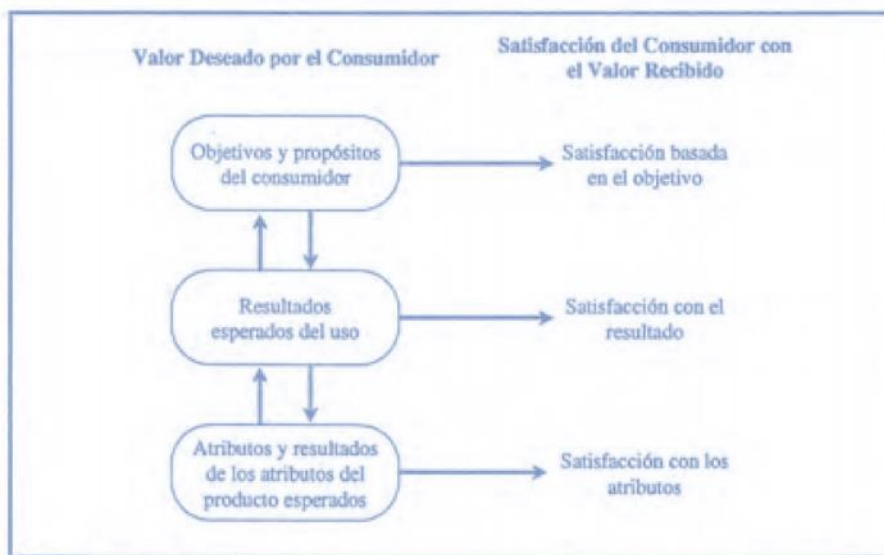 Valor Deseado por el Consumidor
Satisfacción del Consumidor con
el Valor Recibido
Objetivos y propósitos
del consumidor
Satisfacción basada
en el objetivo
Resultados
esperados del uso
Satisfacción con el
resultado
Atributos y resultados
de los atributos del
producto esperados
Satisfacción con los
atributos